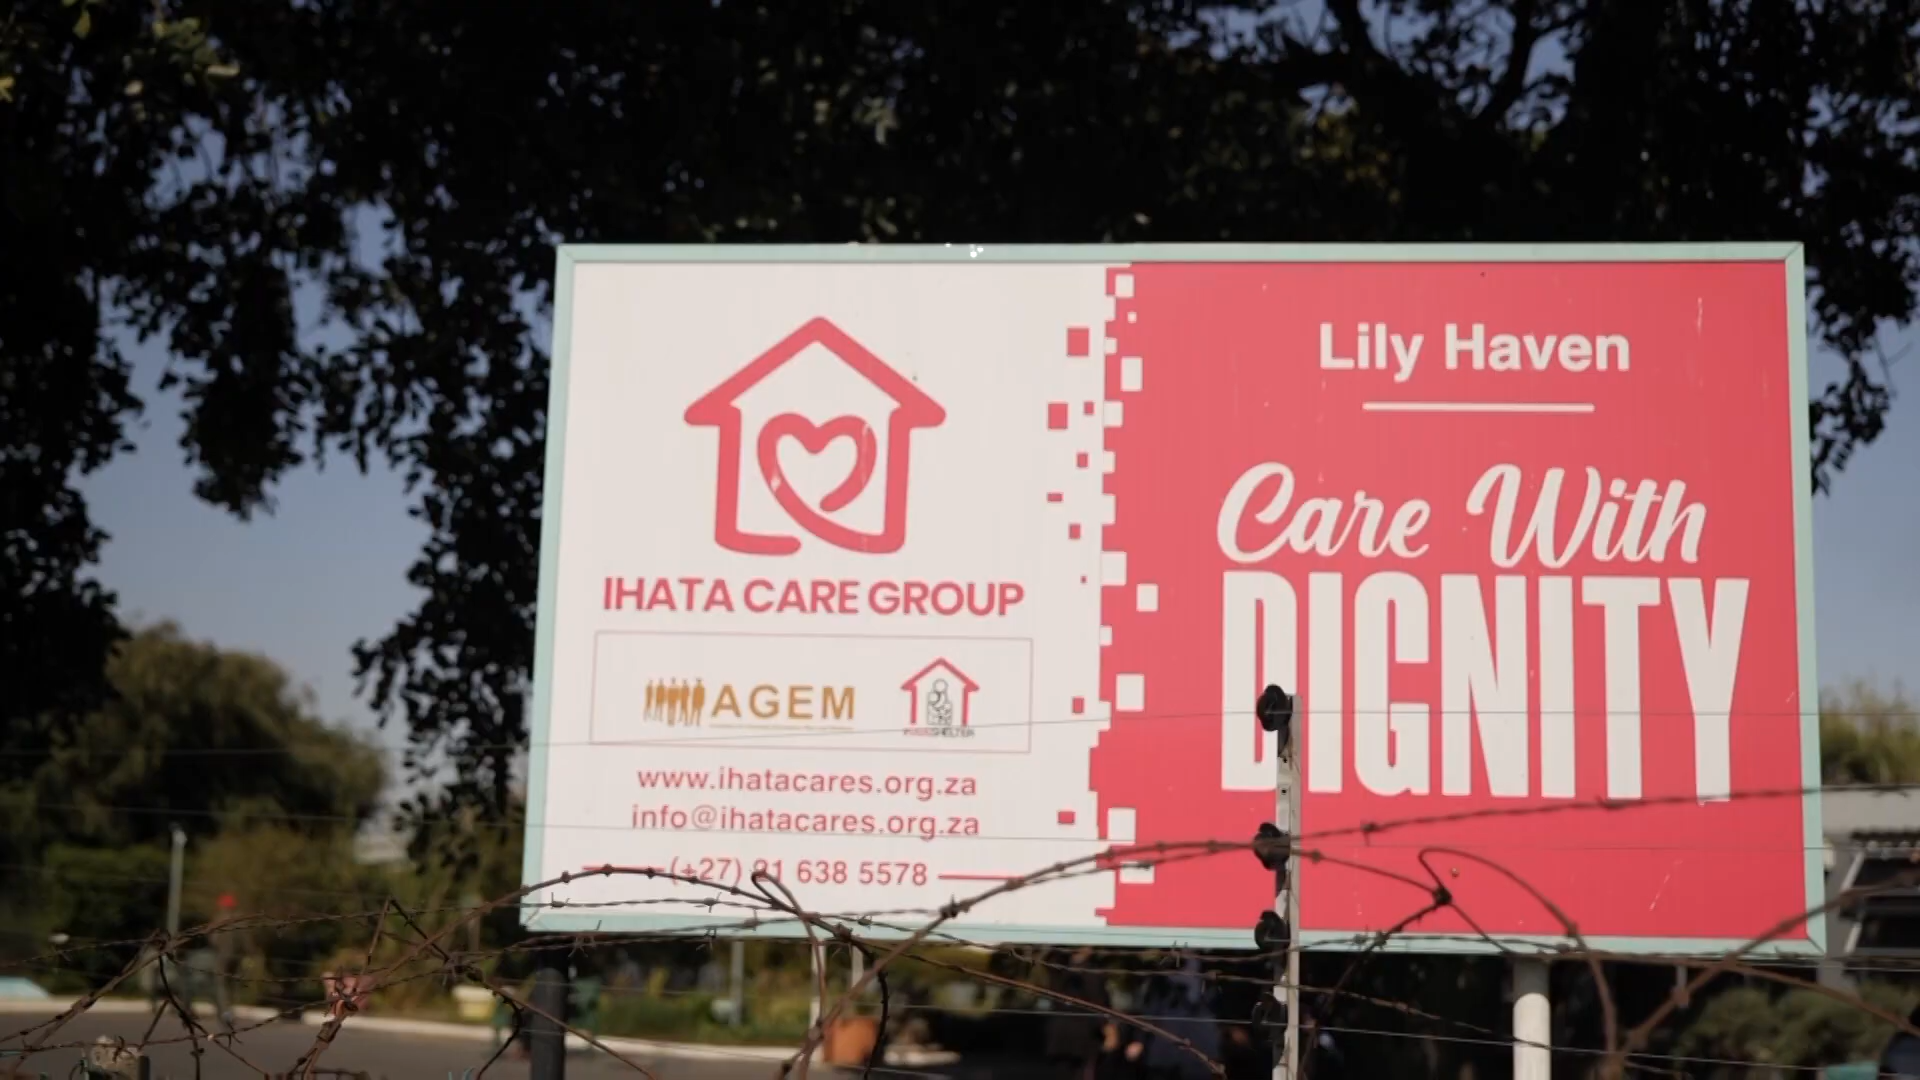 IHATA CARE GROUP
AGEM
www.ihatacares.org.za
info@ihatacares.org.za
(+27) 21 638 5578
Lily Haven
Care With
DIGNITY